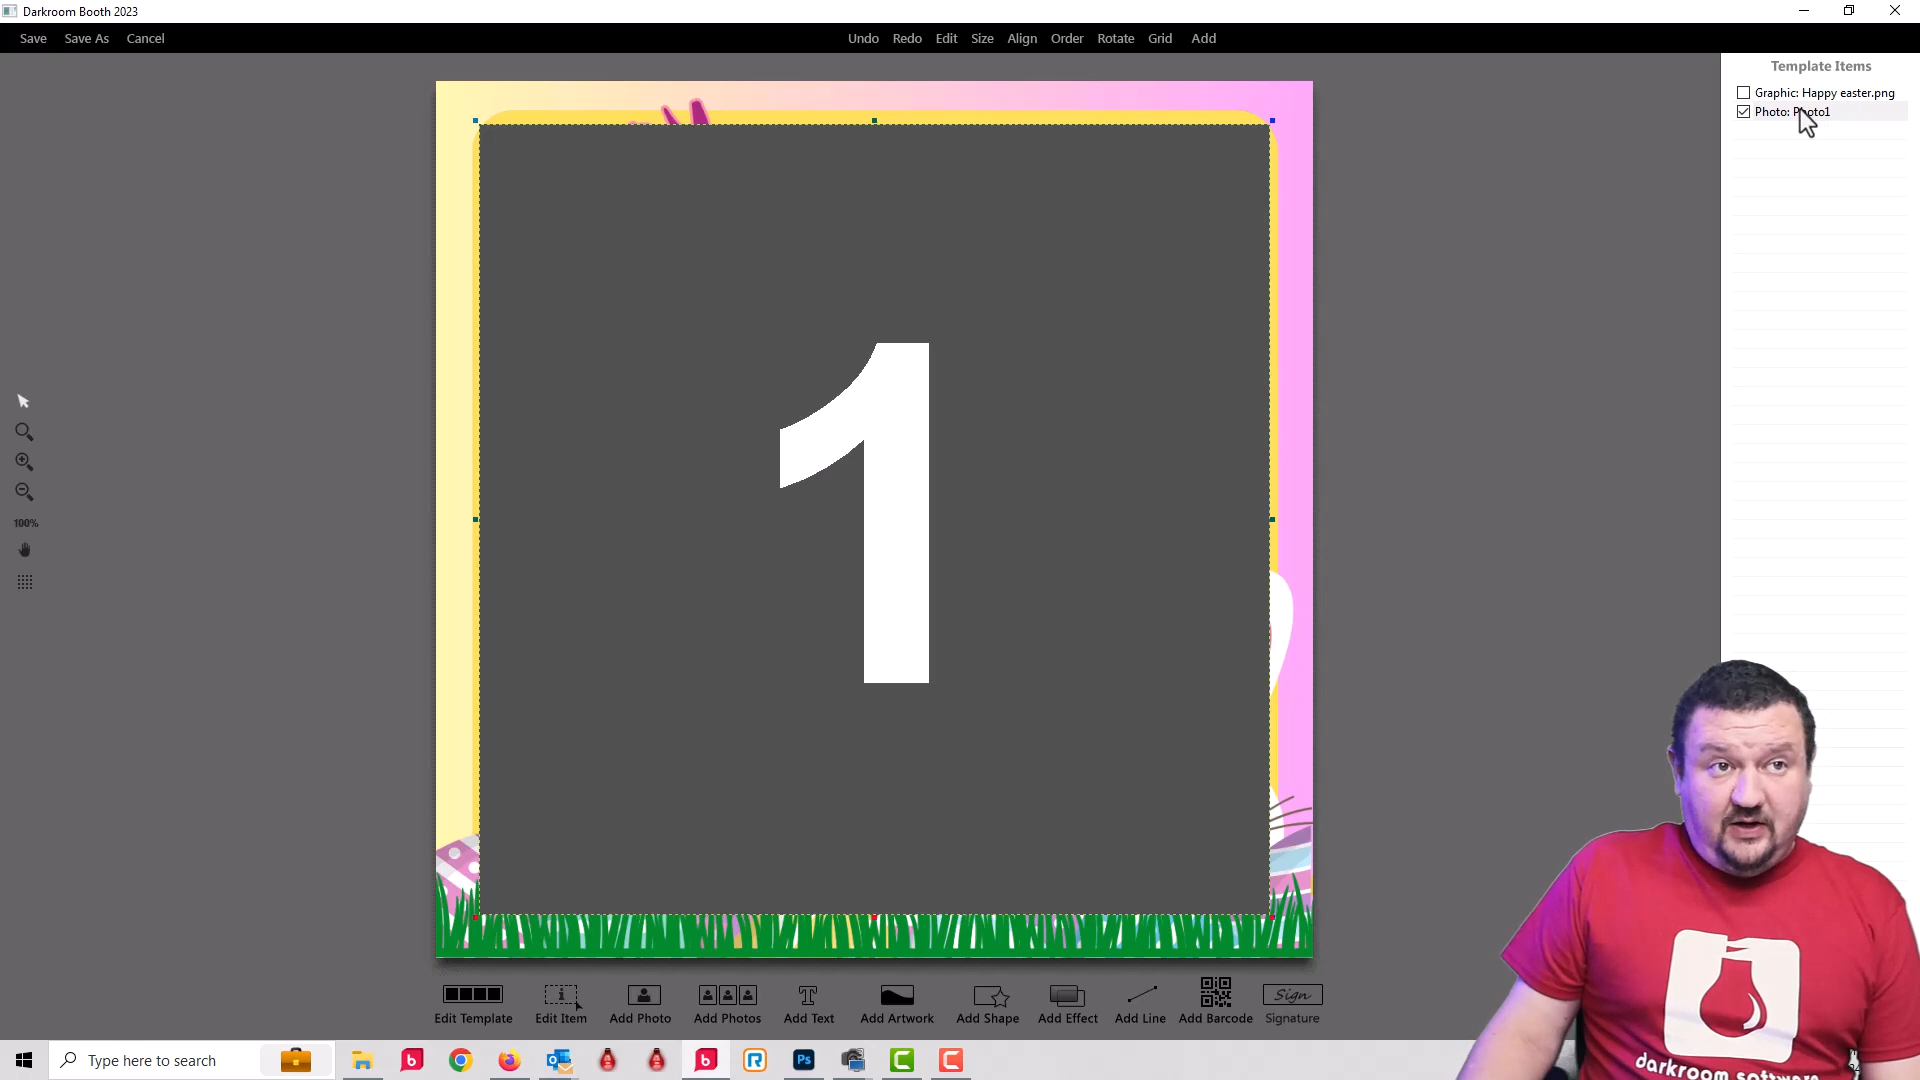 Darkroom Booth 2023
Save Save As Cancel Undo Redo Edit Size Align Order Rotate Grid Add
Template Items
Graphic: Happy easter.png
Photo: Photo1
1
100%
Edit Template Edit Item Add Photo Add Photos Add Text Add Artwork Add Shape Add Effect Add Line Add Barcode Sign Signature
Type here to search
Ps
darkroom software